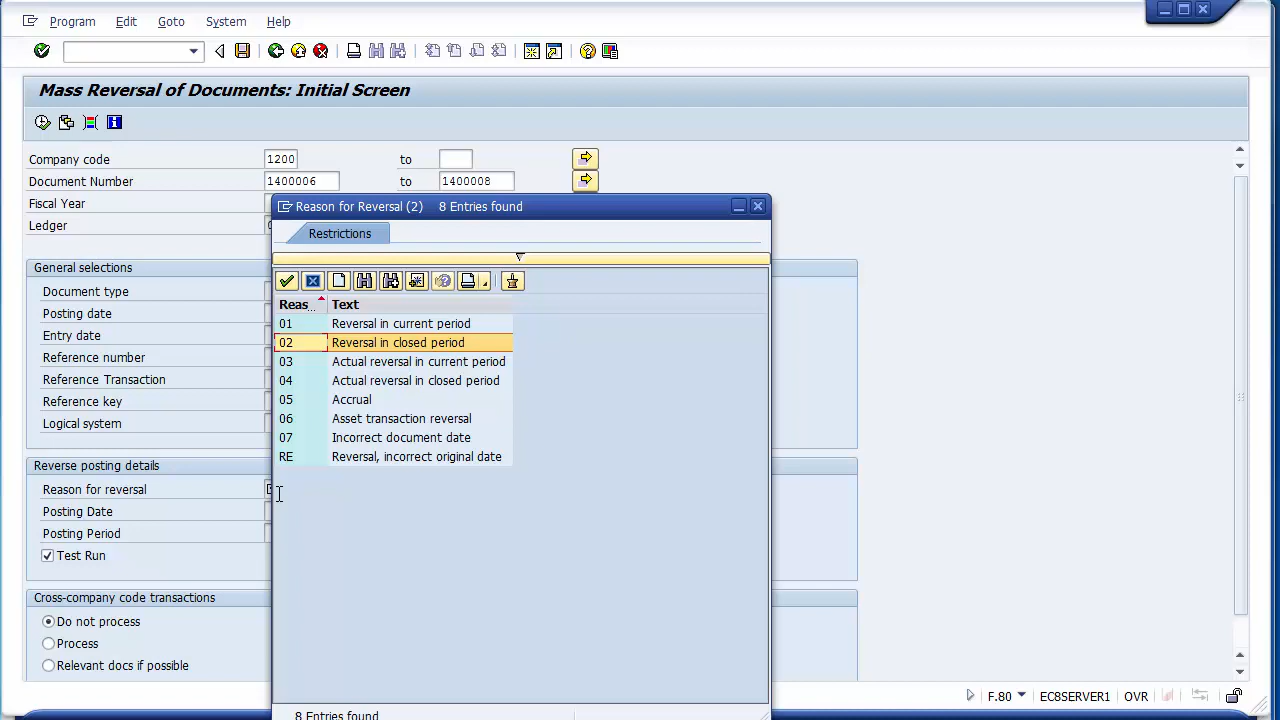 Program Edit Goto System Help
Mass Reversal of Documents: Initial Screen
Company code 1200 to
Document Number 1400006 to 1400008
Fiscal Year
Ledger
Reason for Reversal (2) 8 Entries found
Restrictions
General selections
Document type
Posting date
Entry date
Reference number
Reference Transaction
Reference key
Logical system
Reas... Text
01 Reversal in current period
02 Reversal in closed period
03 Actual reversal in current period
04 Actual reversal in closed period
05 Accrual
06 Asset transaction reversal
07 Incorrect document date
RE Reversal, incorrect original date
Reverse posting details
Reason for reversal
Posting Date
Posting Period
Test Run
Cross-company code transactions
Do not process
Process
Relevant docs if possible
8 Entries found
F.80 EC8SERVER1 OVR